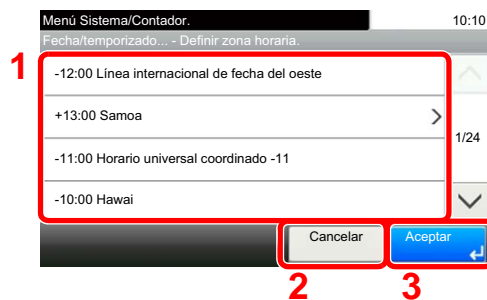 Menú Sistema/Contador.
10:10
Fecha/temporizado... - Definir zona horaria.
1
-12:00 Línea internacional de fecha del oeste
+13:00 Samoa
1/24
-11:00 Horario universal coordinado -11
-10:00 Hawai
Cancelar
Aceptar
2
3